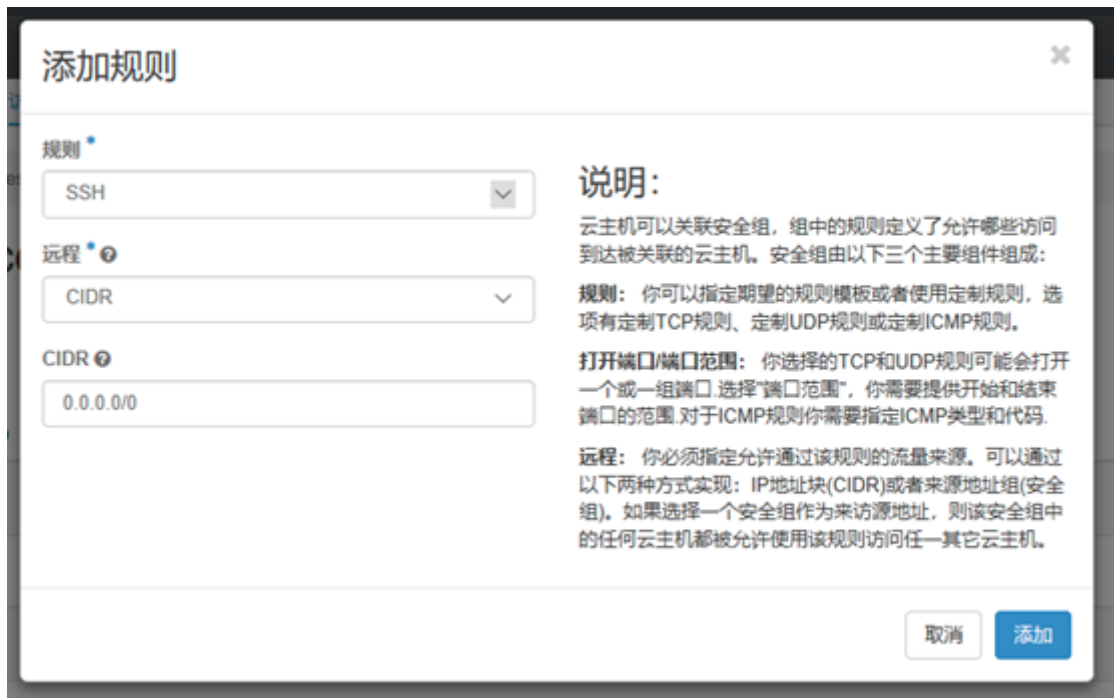 添加规则
×
规则 *
SSH
远程 *
CIDR
CIDR
0.0.0.0/0
说明：
云主机可以关联安全组，组中的规则定义了允许哪些访问
到达被关联的云主机。安全组由以下三个主要组件组成：
规则： 你可以指定期望的规则模板或者使用定制规则，选
项有定制TCP规则、定制UDP规则或定制ICMP规则。
打开端口/端口范围： 你选择的TCP和UDP规则可能会打开
一个或一组端口.选择"端口范围"，你需要提供开始和结束
端口的范围.对于ICMP规则你需要指定ICMP类型和代码.
远程： 你必须指定允许通过该规则的流量来源。可以通过
以下两种方式实现：IP地址块(CIDR)或者来源地址组(安全
组)。如果选择一个安全组作为来访源地址，则该安全组中
的任何云主机都被允许使用该规则访问任一其它云主机。
取消
添加